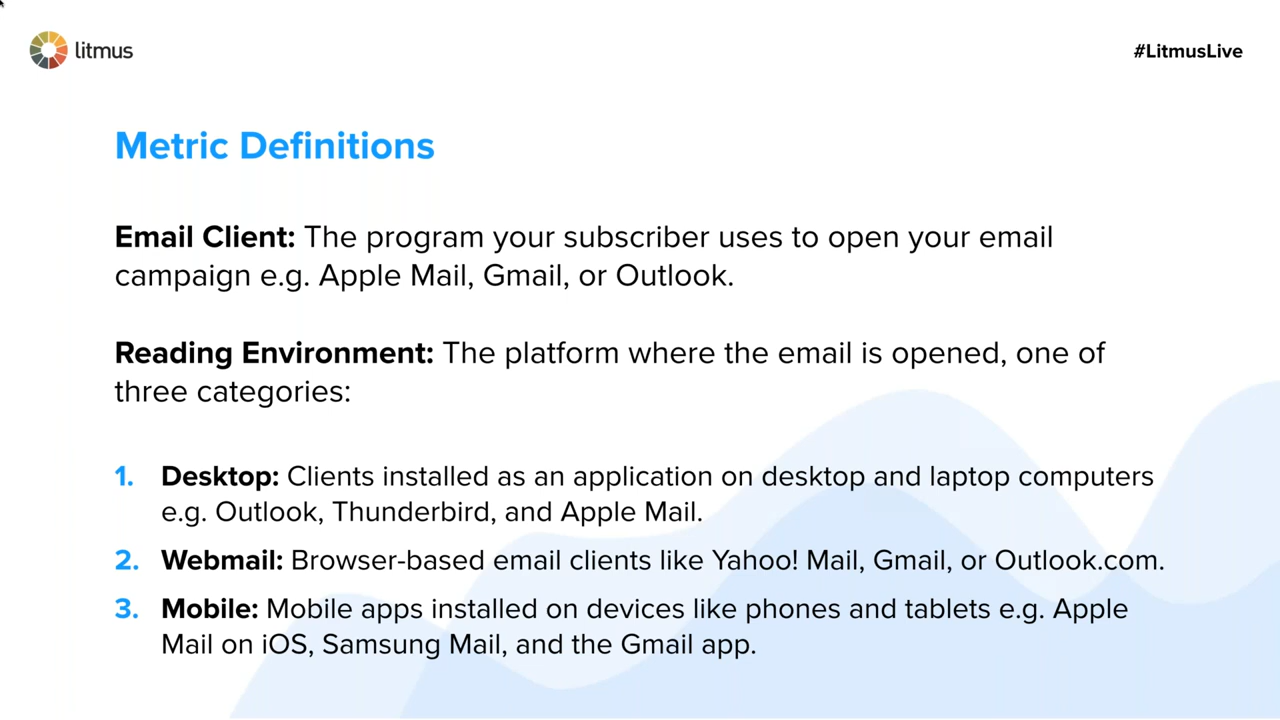 litmus
#LitmusLive
Metric Definitions
Email Client: The program your subscriber uses to open your email
campaign e.g. Apple Mail, Gmail, or Outlook.
Reading Environment: The platform where the email is opened, one of
three categories:
1. Desktop: Clients installed as an application on desktop and laptop computers
e.g. Outlook, Thunderbird, and Apple Mail.
2. Webmail: Browser-based email clients like Yahoo! Mail, Gmail, or Outlook.com.
3. Mobile: Mobile apps installed on devices like phones and tablets e.g. Apple
Mail on iOS, Samsung Mail, and the Gmail app.